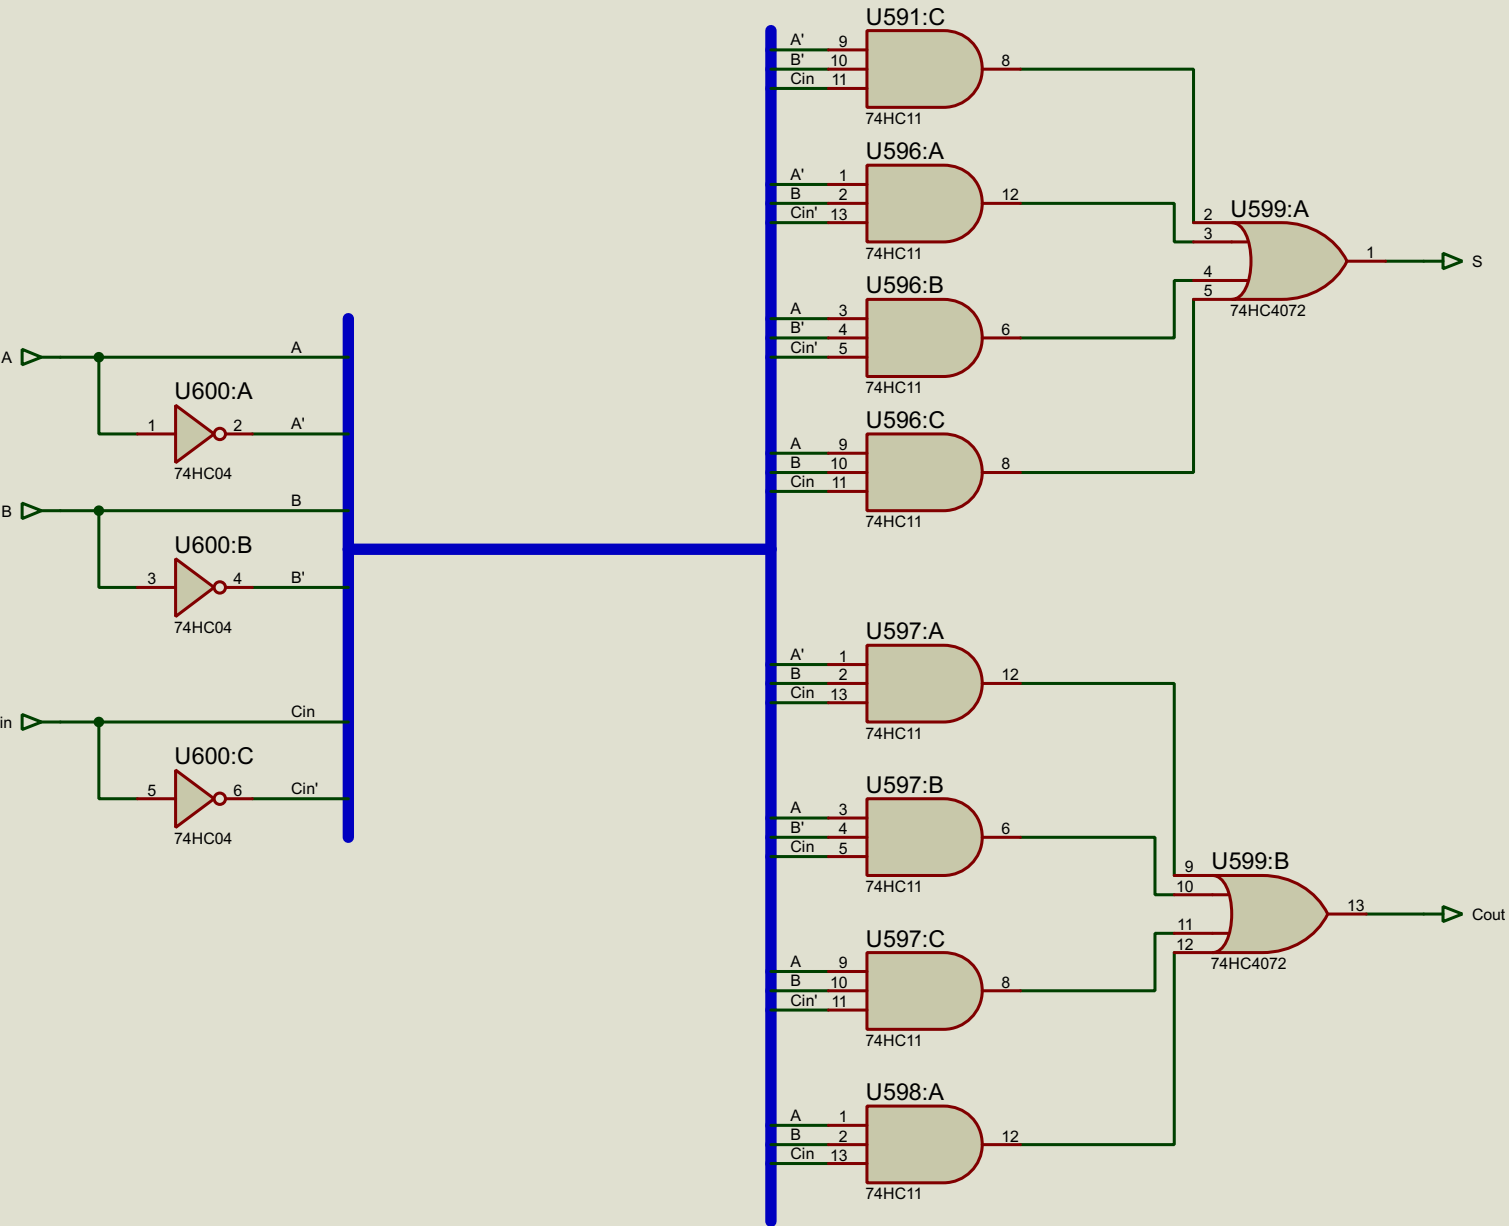 U591:C
A' 9
B' 10
Cin 11
8
74HC11
U596:A
A' 1
B 2
Cin' 13
12
74HC11
U596:B
A 3
B' 4
Cin' 5
6
74HC11
U596:C
A 9
B 10
Cin 11
8
74HC11
U599:A
2
3
4
5
1
S
74HC4072
A
A
U600:A
1 2 A'
74HC04
B
B
U600:B
3 4 B'
74HC04
in
Cin
U600:C
5 6 Cin'
74HC04
U597:A
A' 1
B 2
Cin 13
12
74HC11
U597:B
A 3
B' 4
Cin 5
6
74HC11
U597:C
A 9
B 10
Cin' 11
8
74HC11
U598:A
A 1
B 2
Cin 13
12
74HC11
U599:B
9
10
11
12
13
Cout
74HC4072